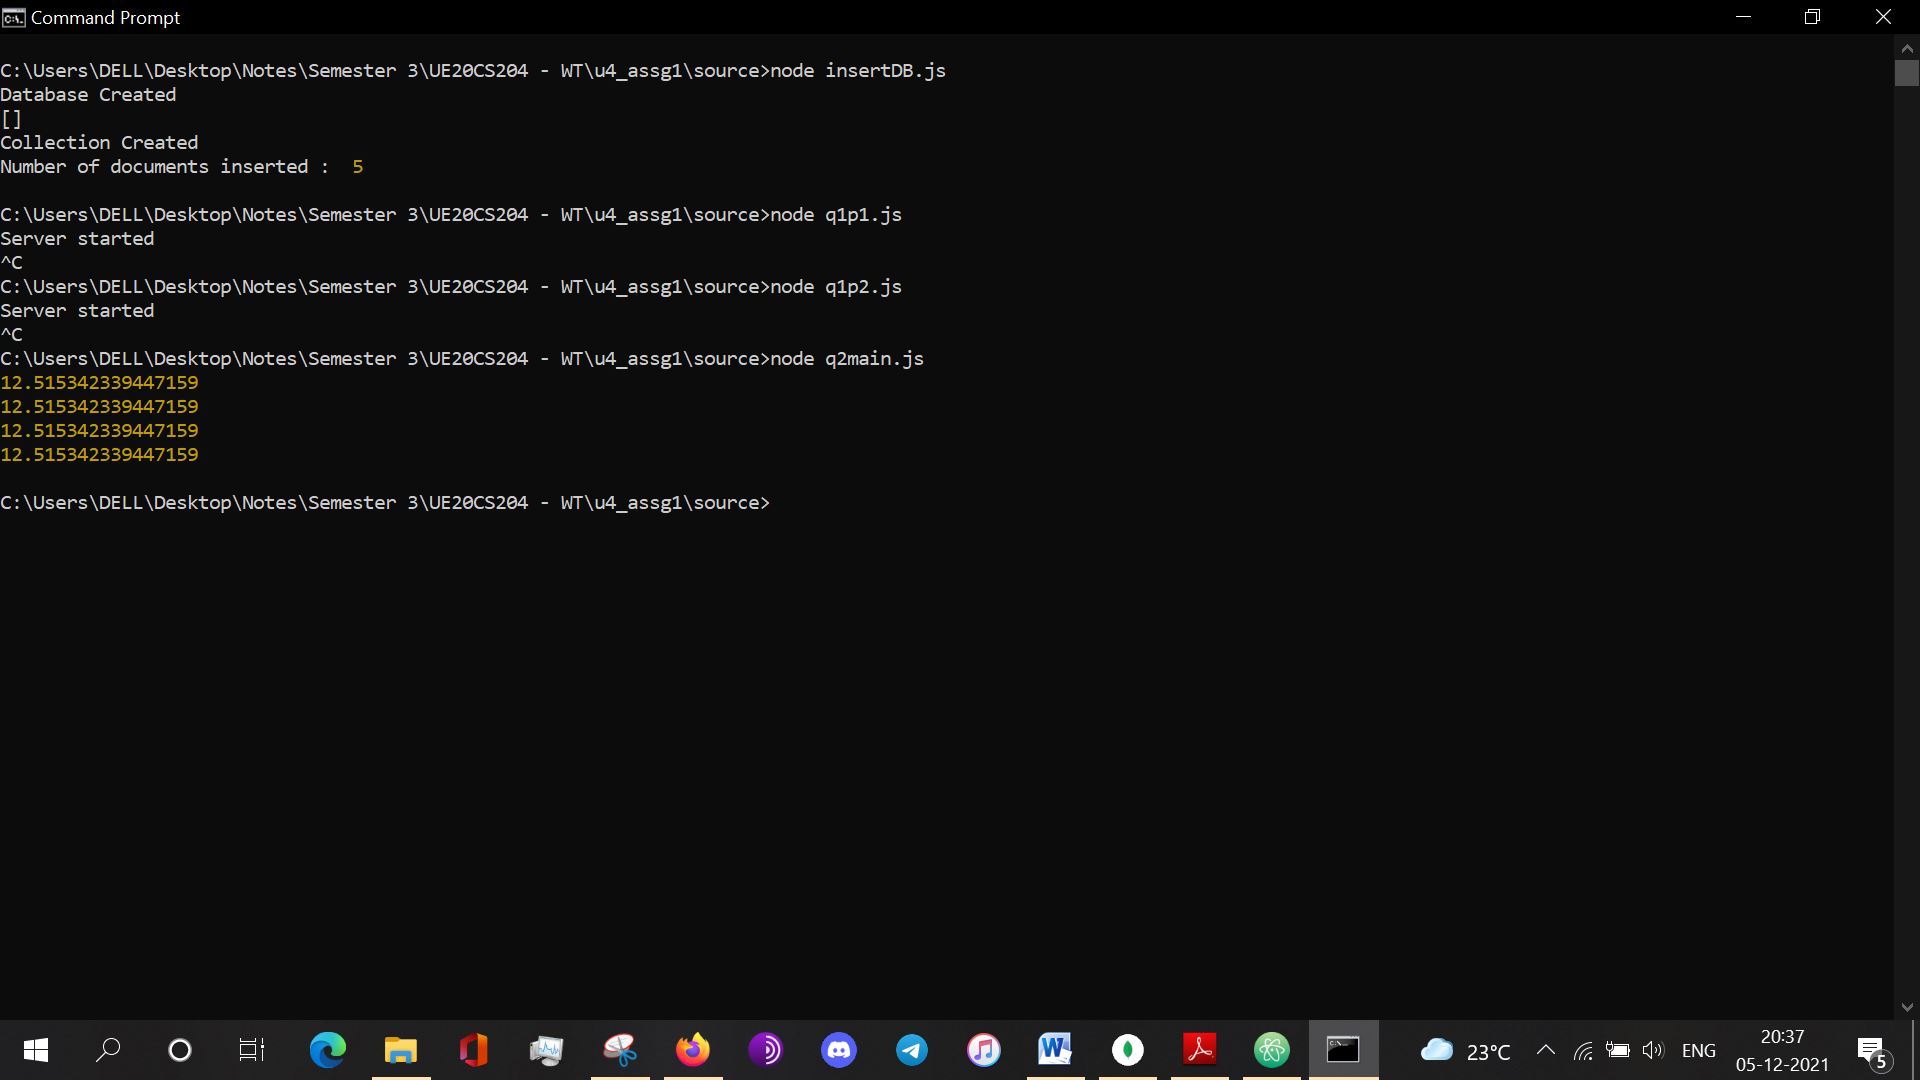 Command Prompt
C:\Users\DELL\Desktop\Notes\Semester 3\UE20CS204 - WT\u4_assg1\source>node insertDB.js
Database Created
[]
Collection Created
Number of documents inserted :  5
C:\Users\DELL\Desktop\Notes\Semester 3\UE20CS204 - WT\u4_assg1\source>node q1p1.js
Server started
^C
C:\Users\DELL\Desktop\Notes\Semester 3\UE20CS204 - WT\u4_assg1\source>node q1p2.js
Server started
^C
C:\Users\DELL\Desktop\Notes\Semester 3\UE20CS204 - WT\u4_assg1\source>node q2main.js
12.515342339447159
12.515342339447159
12.515342339447159
12.515342339447159
C:\Users\DELL\Desktop\Notes\Semester 3\UE20CS204 - WT\u4_assg1\source>
23°C
ENG
20:37
05-12-2021
5